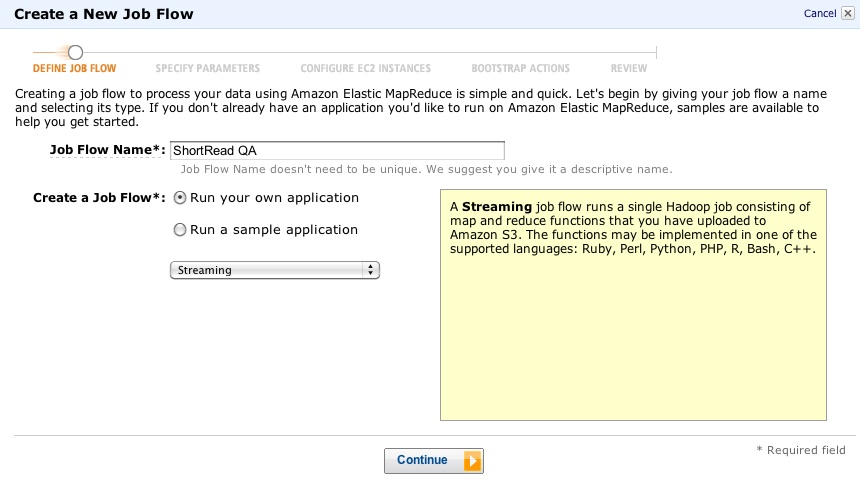 Create a New Job Flow
Cancel
DEFINE JOB FLOW
SPECIFY PARAMETERS
CONFIGURE EC2 INSTANCES
BOOTSTRAP ACTIONS
REVIEW
Creating a job flow to process your data using Amazon Elastic MapReduce is simple and quick. Let's begin by giving your job flow a name
and selecting its type. If you don't already have an application you'd like to run on Amazon Elastic MapReduce, samples are available to
help you get started.
Job Flow Name*: ShortRead QA
Job Flow Name doesn't need to be unique. We suggest you give it a descriptive name.
Create a Job Flow*: Run your own application
Run a sample application
Streaming
A Streaming job flow runs a single Hadoop job consisting of
map and reduce functions that you have uploaded to
Amazon S3. The functions may be implemented in one of the
supported languages: Ruby, Perl, Python, PHP, R, Bash, C++.
Continue
* Required field